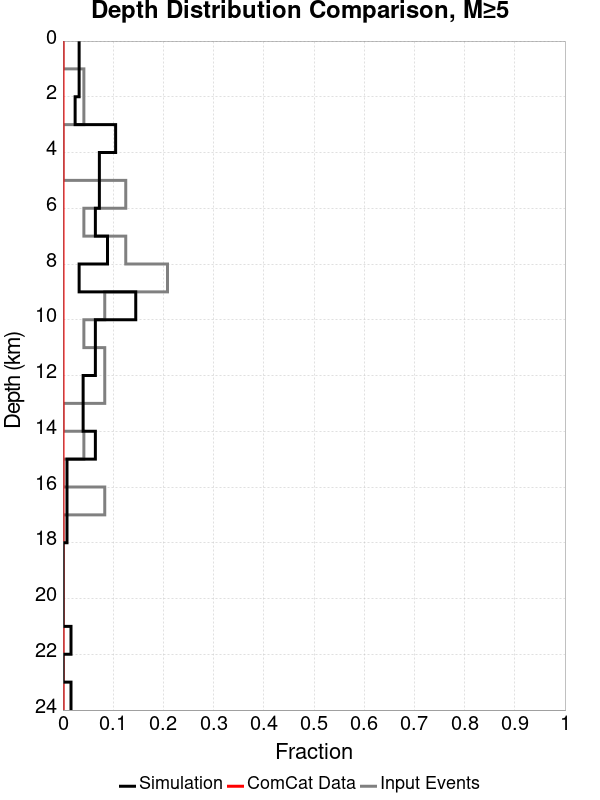 Depth Distribution Comparison, M≥5
0
2
4
6
8
10
12
14
16
18
20
22
24
Depth (km)
0 0.1 0.2 0.3 0.4 0.5 0.6 0.7 0.8 0.9 1
Fraction
Simulation ComCat Data Input Events